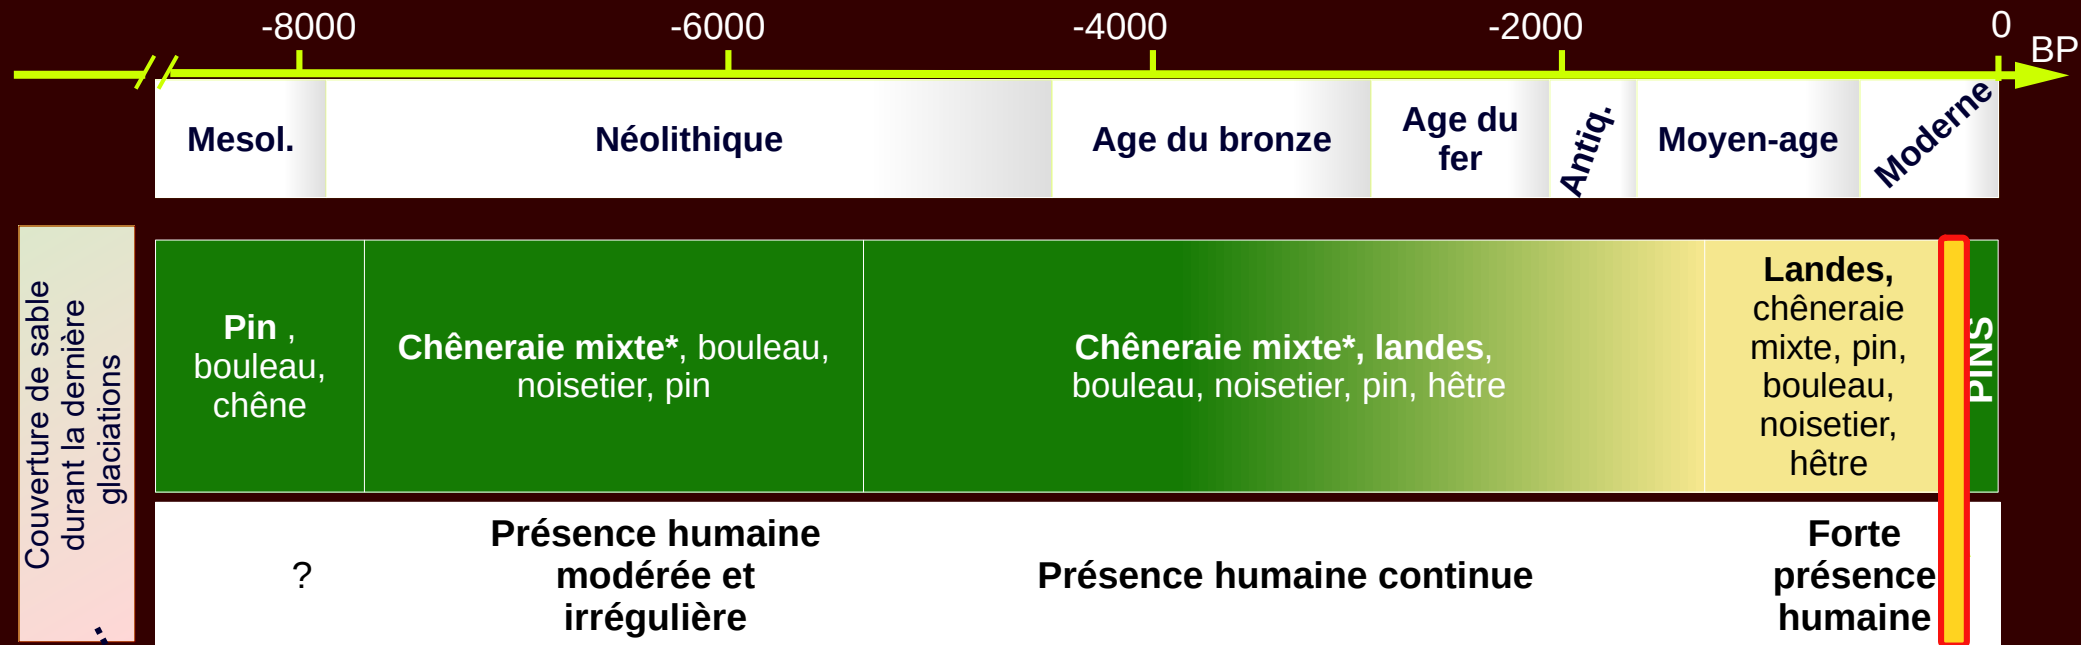 -8000
-6000
-4000
-2000
0
BP
Mesol.
Néolithique
Age du bronze
Age du
fer
Antiq.
Moyen-age
Moderne
Couverture de sable
durant la dernière
glaciations
...
Pin ,
bouleau,
chêne
Chêneraie mixte*, bouleau,
noisetier, pin
Chêneraie mixte*, landes,
bouleau, noisetier, pin, hêtre
Landes,
chêneraie
mixte, pin,
bouleau,
noisetier,
hêtre
PINS
?
Présence humaine
modérée et
irrégulière
Présence humaine continue
Forte
présence
humaine